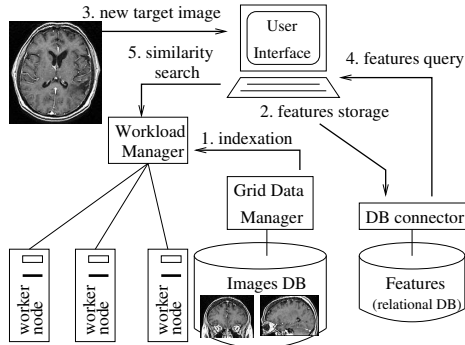 3. new target image
User
Interface
5. similarity
search
4. features query
2. features storage
Workload
Manager
1. indexation
Grid Data
Manager
DB connector
Images DB
Features
(relational DB)
worker
node
worker
node
worker
node